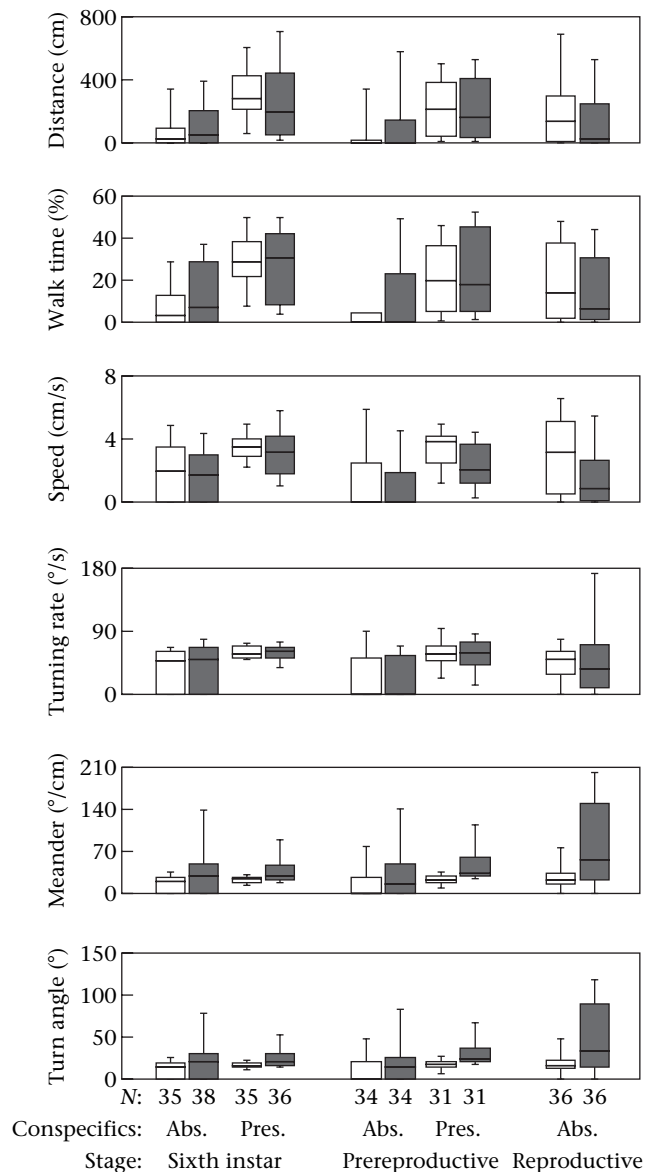 Distance (cm)
800
400
0
Walk time (%)
60
40
20
0
Speed (cm/s)
8
4
0
Turning rate (°/s)
180
90
0
Meander (°/cm)
210
140
70
0
Turn angle (°)
150
100
50
0
N: 35 38 35 36 34 34 31 31 36 36
Conspecifics: Abs. Pres. Abs. Pres. Abs.
Stage: Sixth instar Prereproductive Reproductive